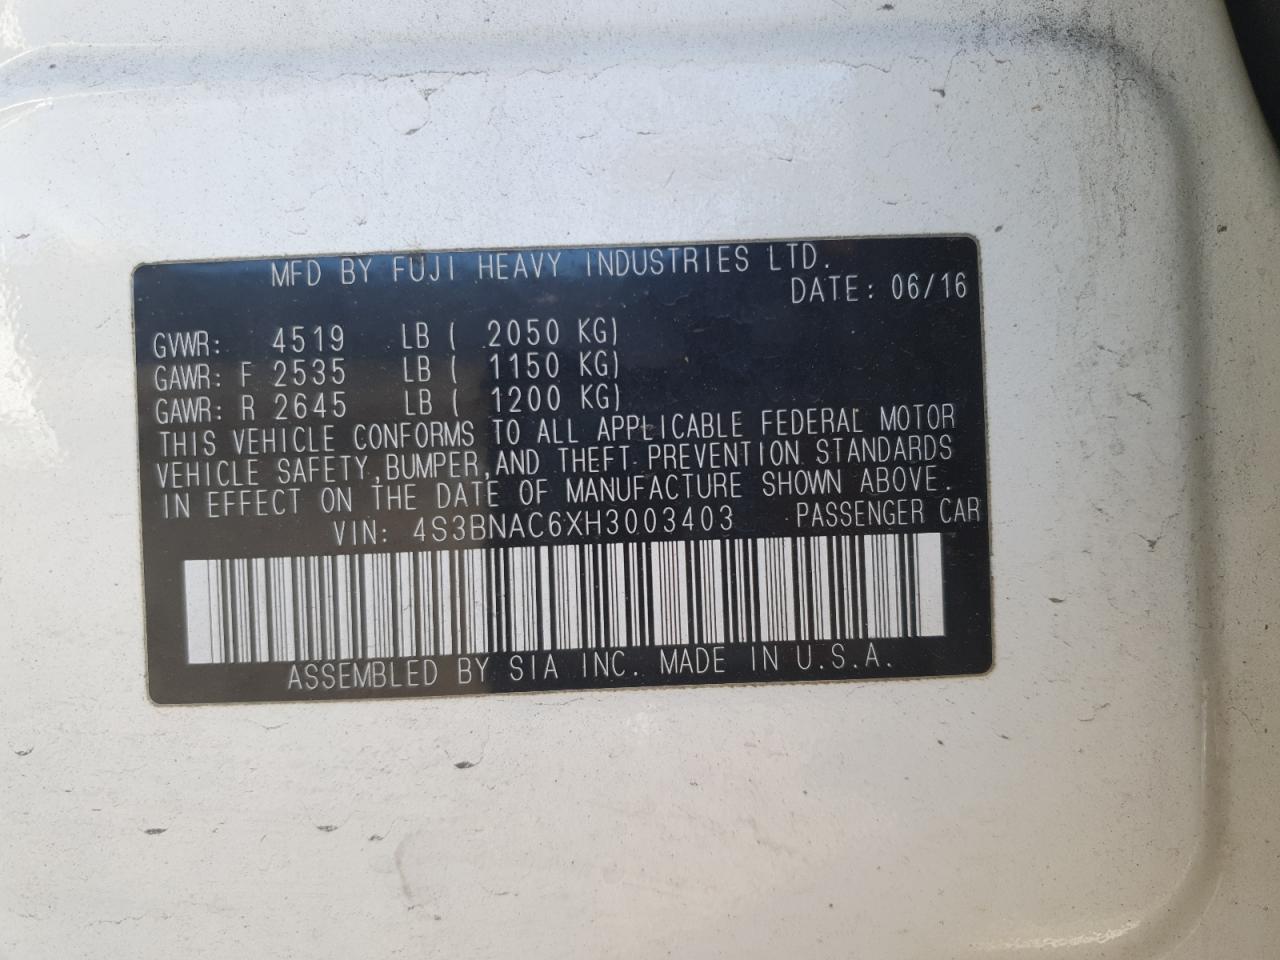 MFD BY FUJI HEAVY INDUSTRIES LTD.
DATE: 06/16
GVWR: 4519 LB ( 2050 KG)
GAWR: F 2535 LB ( 1150 KG)
GAWR: R 2645 LB ( 1200 KG)
THIS VEHICLE CONFORMS TO ALL APPLICABLE FEDERAL MOTOR
VEHICLE SAFETY, BUMPER, AND THEFT PREVENTION STANDARDS
IN EFFECT ON THE DATE OF MANUFACTURE SHOWN ABOVE.
VIN: 4S3BNAC6XH3003403 PASSENGER CAR
ASSEMBLED BY SIA INC. MADE IN U.S.A.